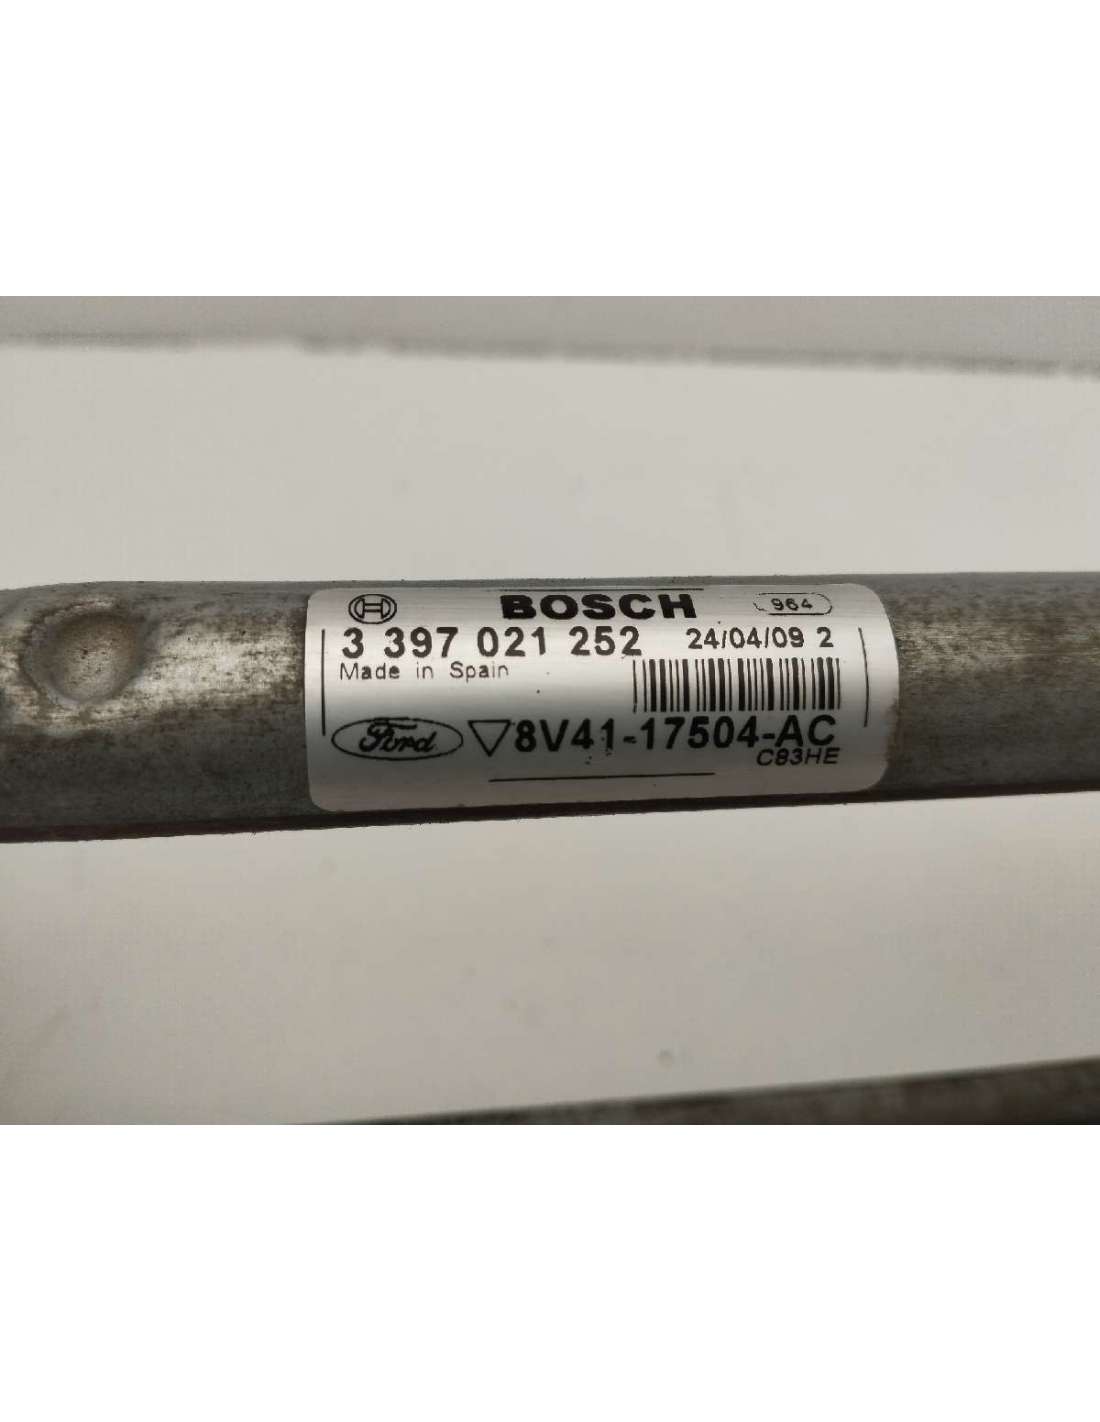 BOSCH 964
3 397 021 252 24/04/09 2
Made in Spain
Ford 8V41-17504-AC
C83HE